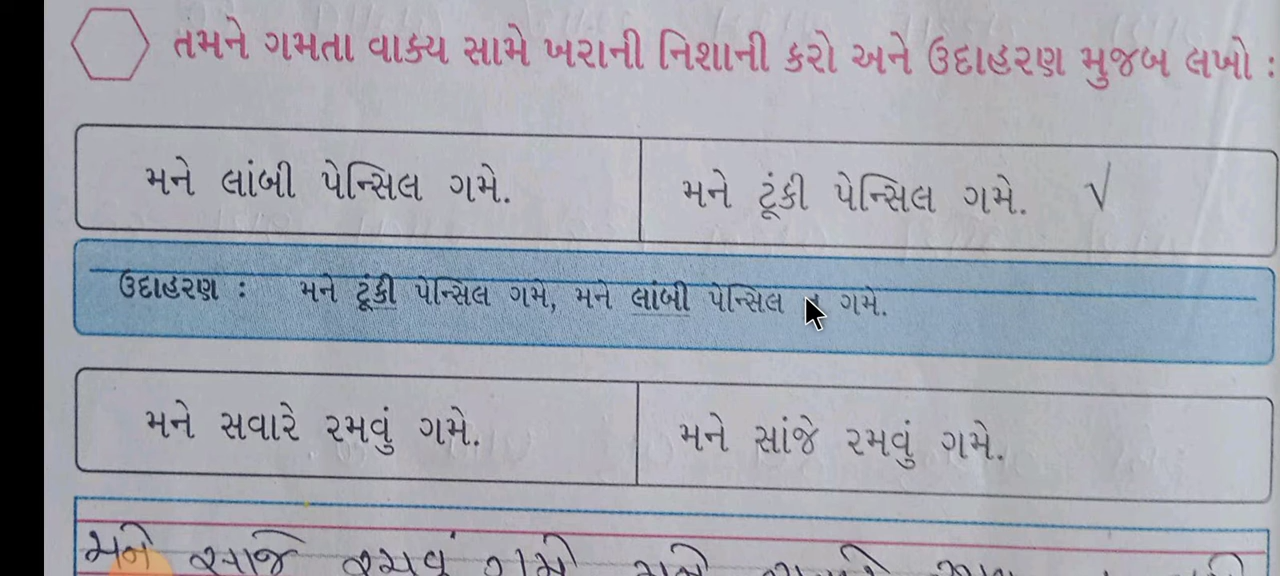 તમને ગમતા વાક્ય સામે ખરાની નિશાની કરો અને ઉદાહરણ મુજબ લખો :
મને લાંબી પેન્સિલ ગમે. મને ટૂંકી પેન્સિલ ગમે. √
ઉદાહરણ : મને ટૂંકી પેન્સિલ ગમે, મને લાંબી પેન્સિલ ન ગમે.
મને સવારે રમવું ગમે. મને સાંજે રમવું ગમે.
મને સાજે રમવું ગમે